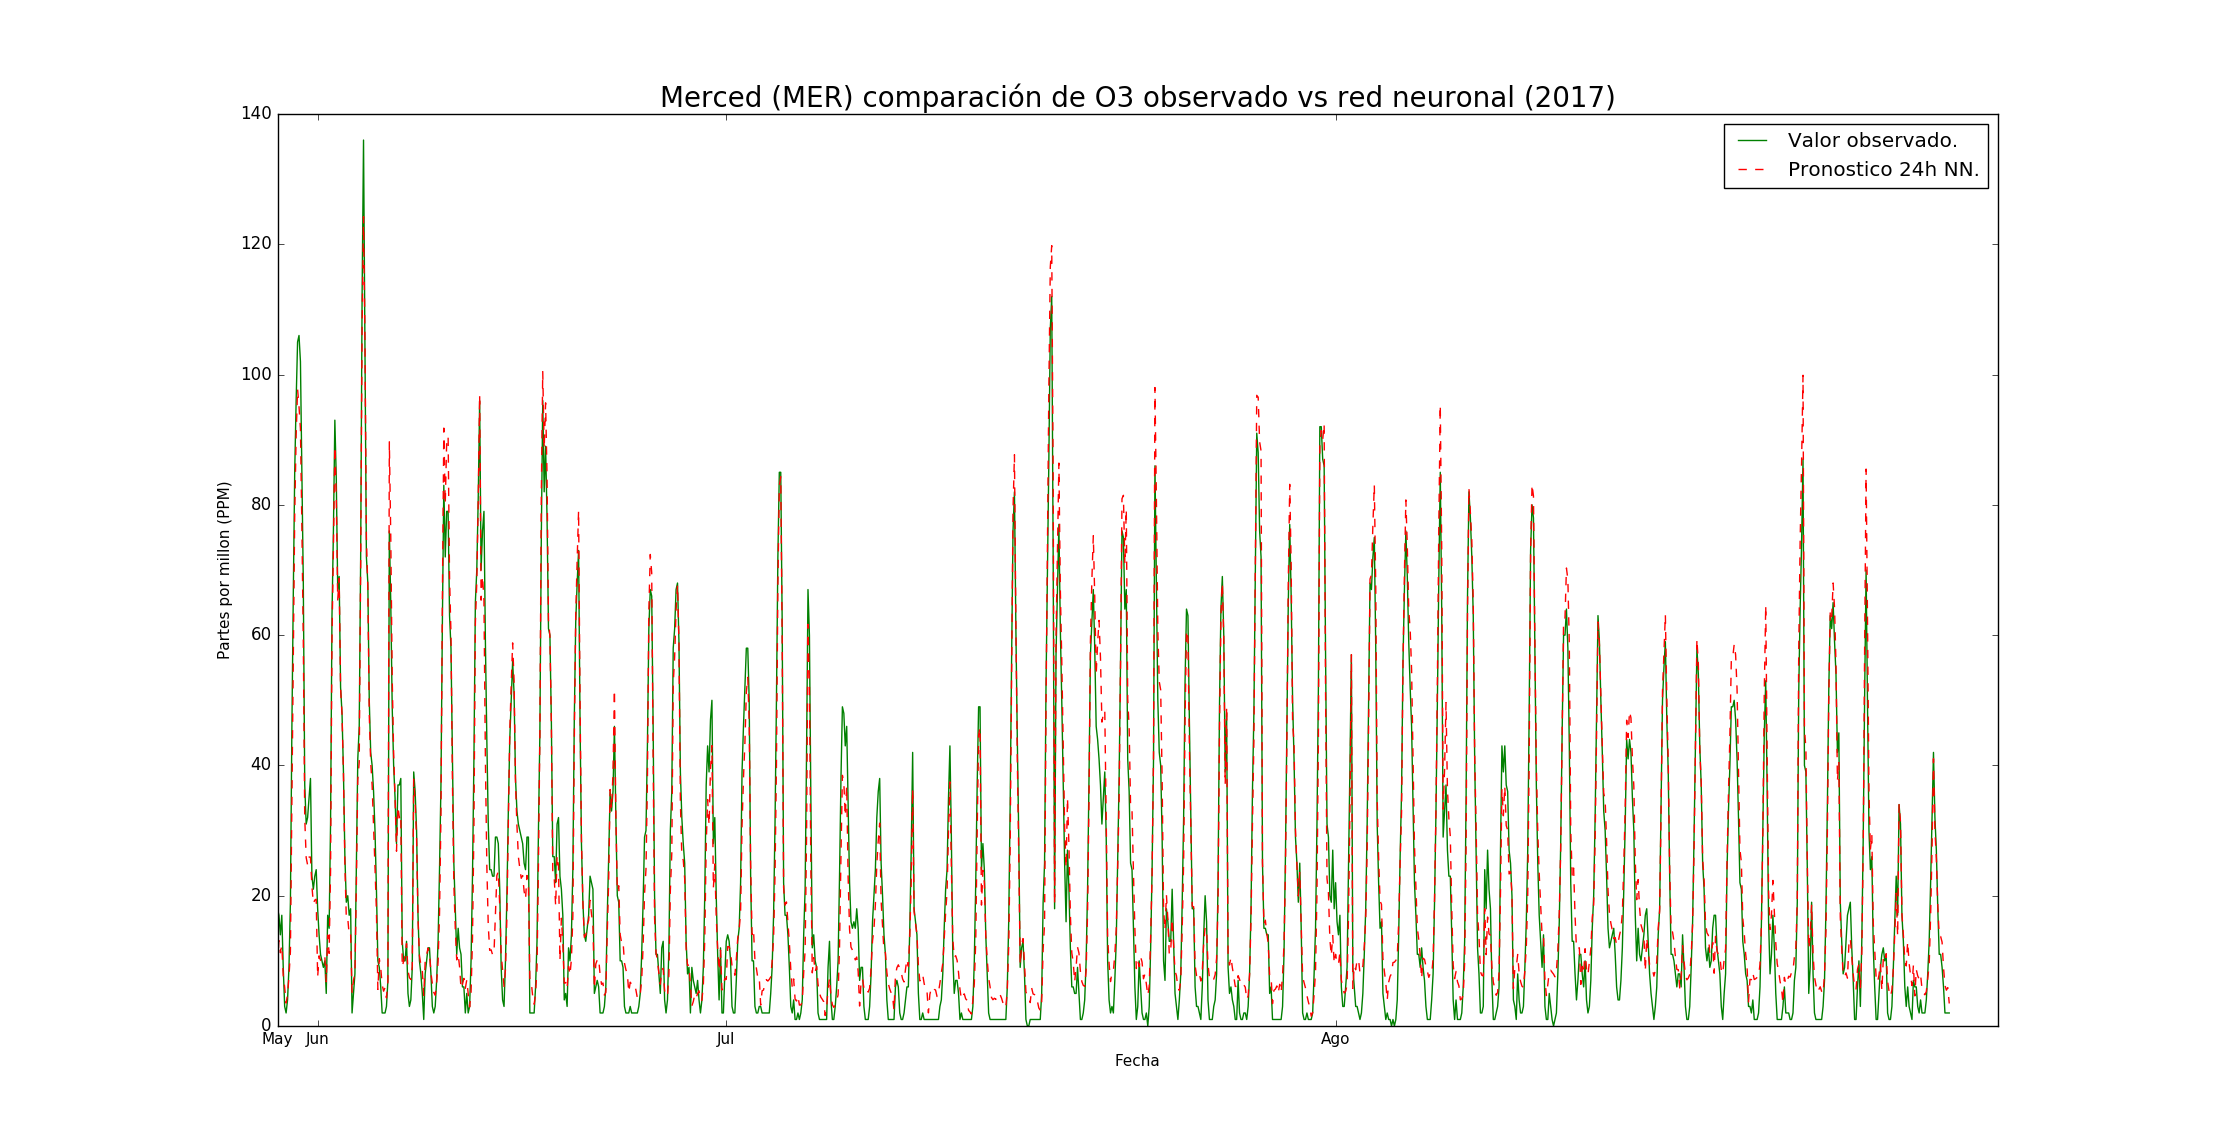 Merced (MER) comparación de O3 observado vs red neuronal (2017)
140
120
100
80
60
40
20
0
Partes por millon (PPM)
Valor observado.
Pronostico 24h NN.
May Jun Jul Ago
Fecha